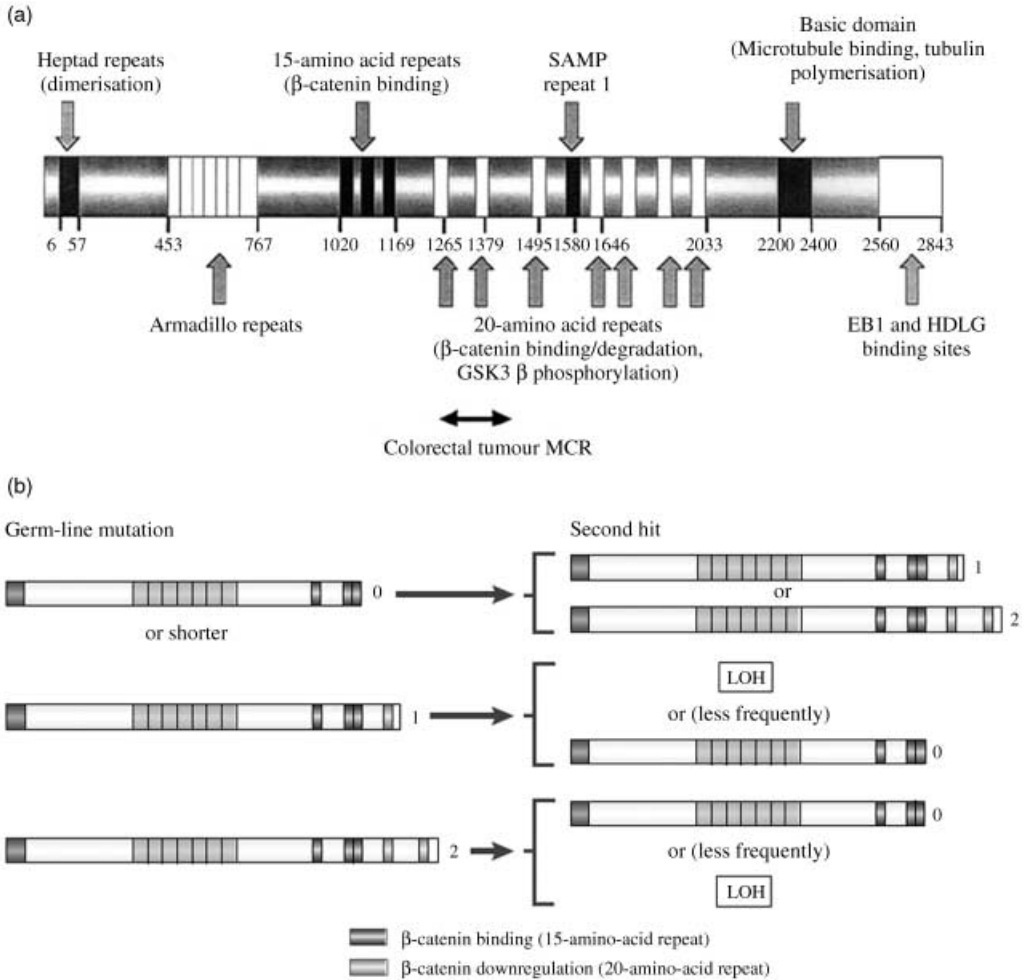 (a)
Heptad repeats
(dimerisation)
15-amino acid repeats
(β-catenin binding)
SAMP
repeat 1
Basic domain
(Microtubule binding, tubulin
polymerisation)
6 57 453 767 1020 1169 1265 1379 1495 1580 1646 2033 2200 2400 2560 2843
Armadillo repeats
20-amino acid repeats
(β-catenin binding/degradation,
GSK3 β phosphorylation)
EB1 and HDLG
binding sites
Colorectal tumour MCR
(b)
Germ-line mutation
Second hit
0
or shorter
1
or
2
1
LOH
or (less frequently)
0
2
0
or (less frequently)
LOH
β-catenin binding (15-amino-acid repeat)
β-catenin downregulation (20-amino-acid repeat)